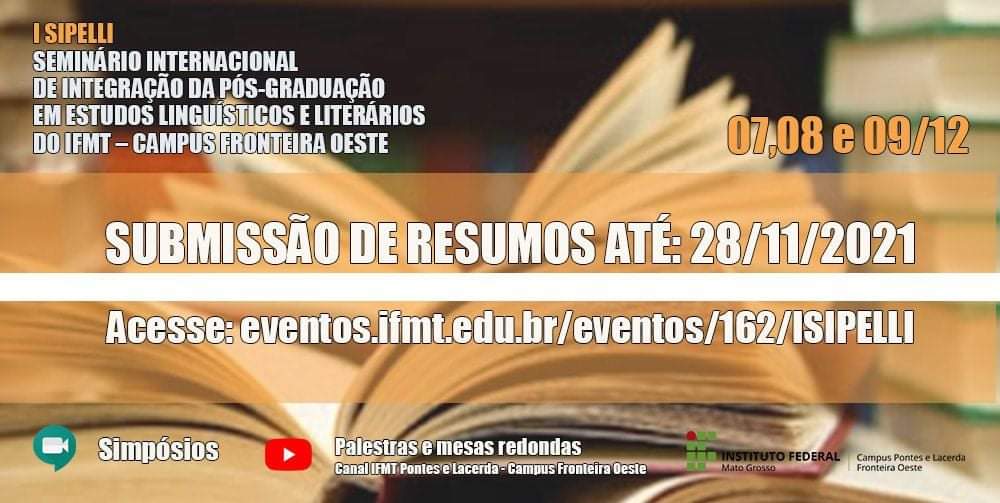 I SIPELLI
SEMINÁRIO INTERNACIONAL
DE INTEGRAÇÃO DA PÓS-GRADUAÇÃO
EM ESTUDOS LINGUÍSTICOS E LITERÁRIOS
DO IFMT – CAMPUS FRONTEIRA OESTE
07,08 e 09/12
SUBMISSÃO DE RESUMOS ATÉ: 28/11/2021
Acesse: eventos.ifmt.edu.br/eventos/162/ISIPELLI
Simpósios
Palestras e mesas redondas
Canal IFMT Pontes e Lacerda - Campus Fronteira Oeste
INSTITUTO FEDERAL
Mato Grosso
Campus Pontes e Lacerda
Fronteira Oeste